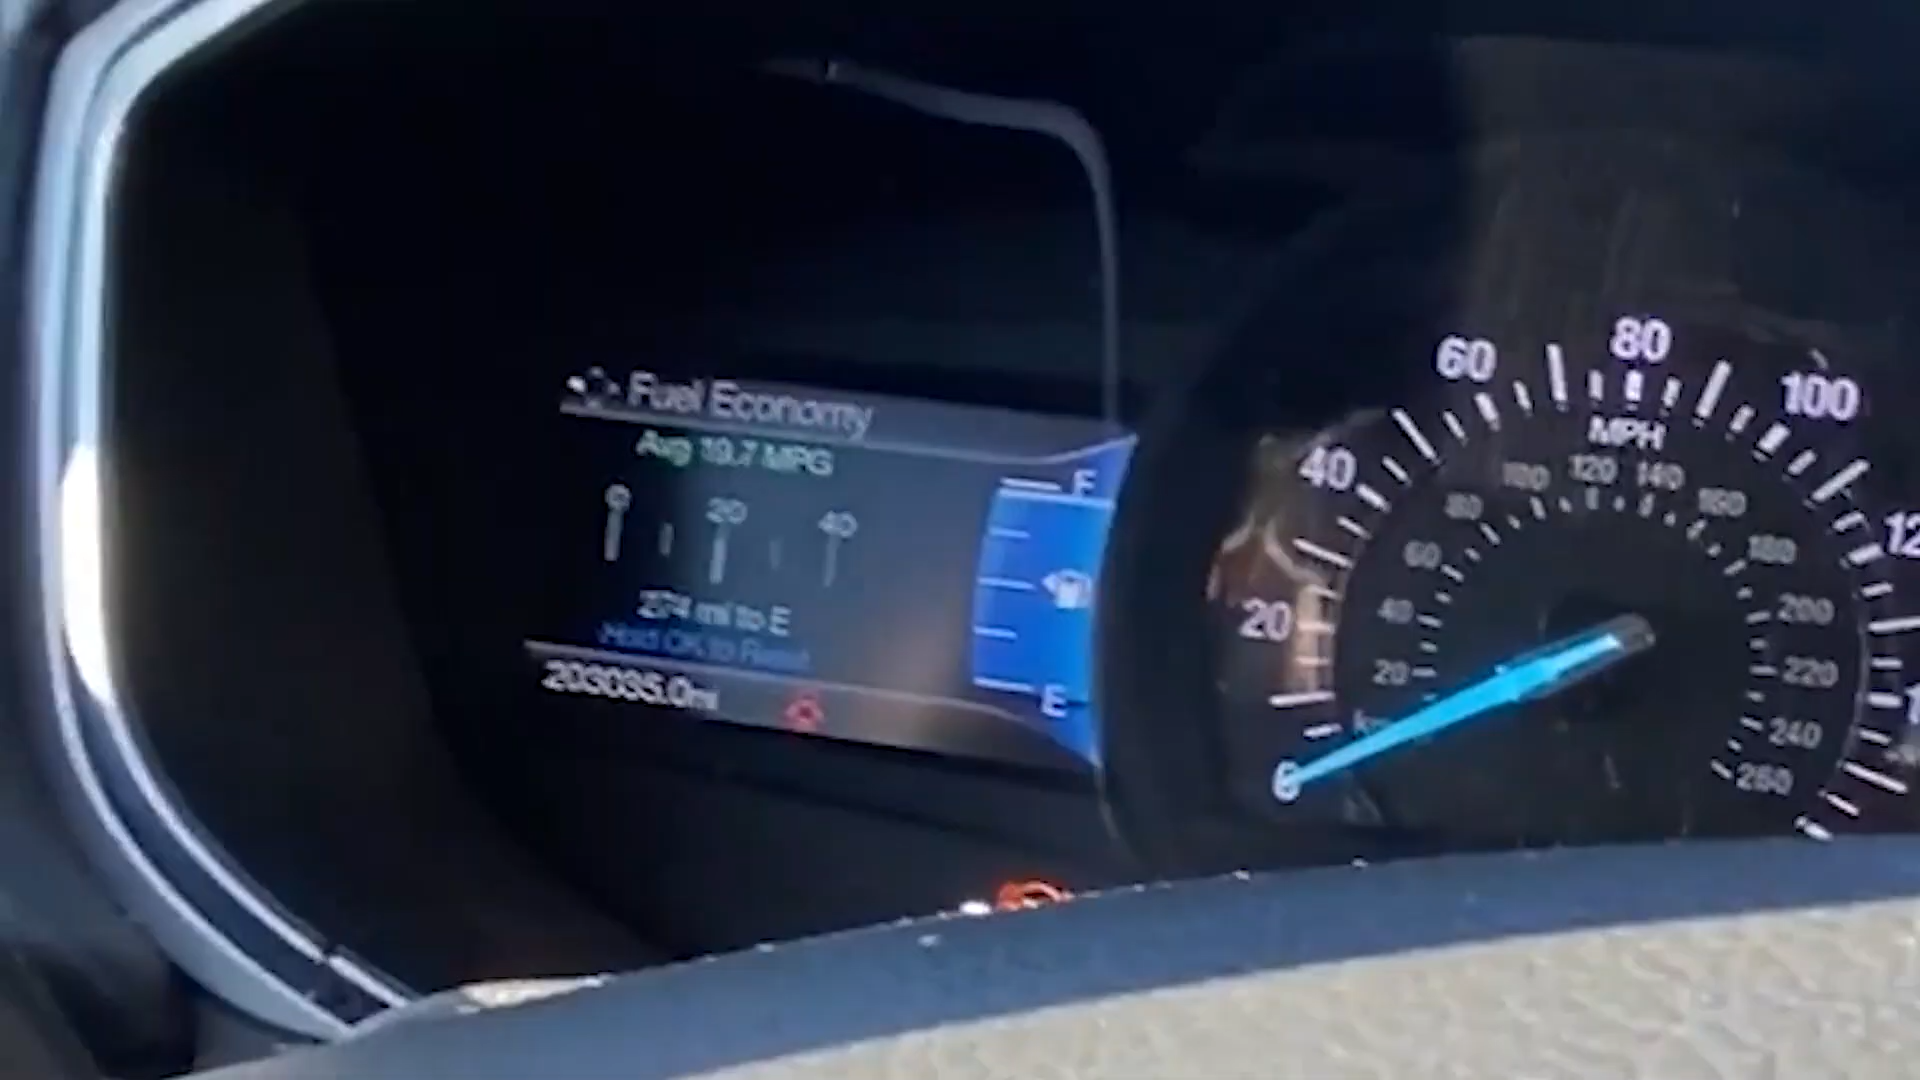 Fuel Economy
Avg 19.7 MPG
0 20 40
274 mi to E
Hold OK to Reset
203035.0mi
F
E
0 20 40 60 80 100
MPH
20 40 60 80 100 120 140 160 180 200 220 240 260